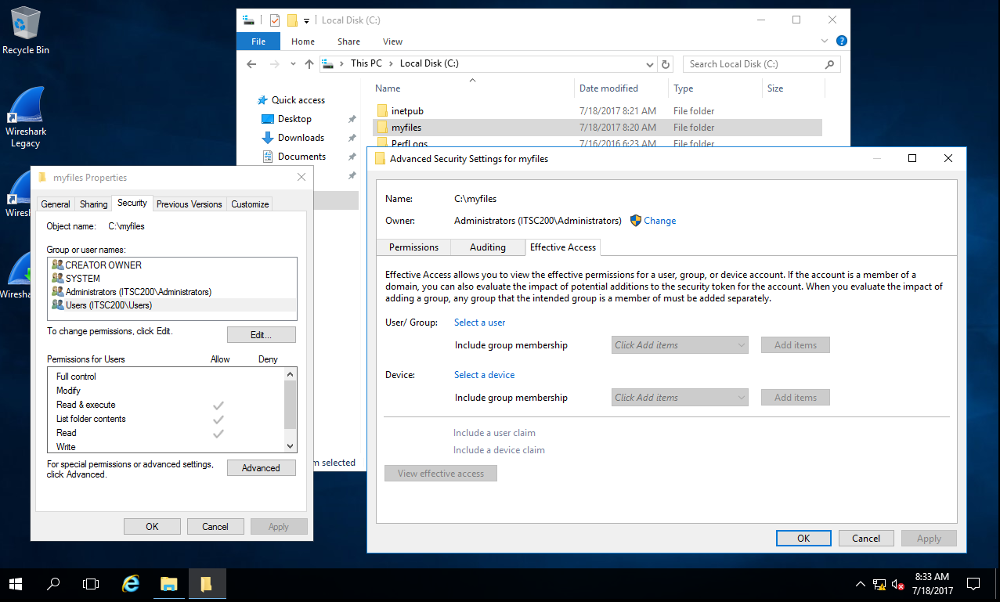 Recycle Bin
Wireshark
Legacy
Wiresh
Wiresha
Local Disk (C:)
File Home Share View
This PC Local Disk (C:)
Search Local Disk (C:)
Name Date modified Type Size
Quick access
Desktop
Downloads
Documents
inetpub 7/18/2017 8:21 AM File folder
myfiles 7/18/2017 8:20 AM File folder
PerfLogs 7/16/2016 6:23 AM File folder
m selected
myfiles Properties
General Sharing Security Previous Versions Customize
Object name: C:\myfiles
Group or user names:
CREATOR OWNER
SYSTEM
Administrators (ITSC200\Administrators)
Users (ITSC200\Users)
To change permissions, click Edit.
Edit...
Permissions for Users Allow Deny
Full control
Modify
Read & execute
List folder contents
Read
Write
For special permissions or advanced settings,
click Advanced.
Advanced
OK Cancel Apply
Advanced Security Settings for myfiles
Name: C:\myfiles
Owner: Administrators (ITSC200\Administrators) Change
Permissions Auditing Effective Access
Effective Access allows you to view the effective permissions for a user, group, or device account. If the account is a member of a
domain, you can also evaluate the impact of potential additions to the security token for the account. When you evaluate the impact of
adding a group, any group that the intended group is a member of must be added separately.
User/ Group: Select a user
Include group membership Click Add items Add items
Device: Select a device
Include group membership Click Add items Add items
Include a user claim
Include a device claim
View effective access
OK Cancel Apply
8:33 AM
7/18/2017